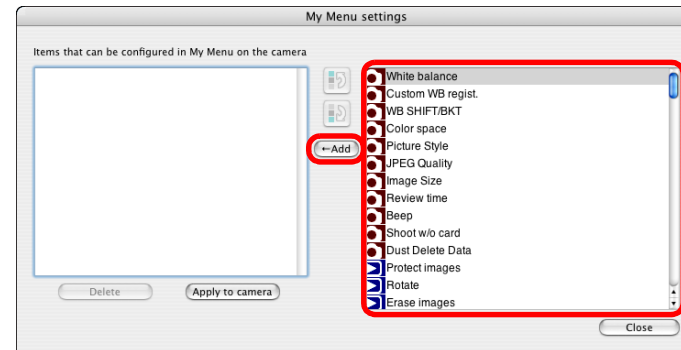 My Menu settings
Items that can be configured in My Menu on the camera
White balance
Custom WB regist.
WB SHIFT/BKT
Color space
←Add
Picture Style
JPEG Quality
Image Size
Review time
Beep
Shoot w/o card
Dust Delete Data
Protect images
Rotate
Erase images
Delete
Apply to camera
Close